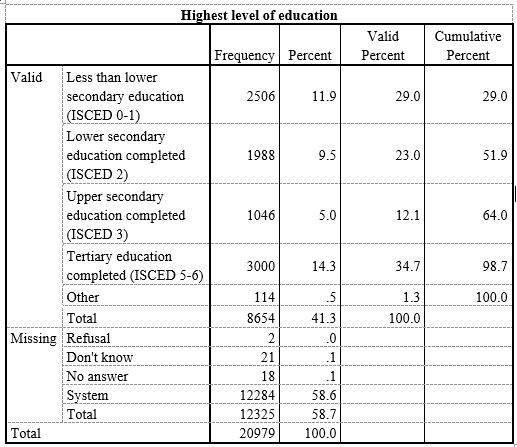 Highest level of education
Frequency Percent Valid Percent Cumulative Percent
Valid Less than lower secondary education (ISCED 0-1) 2506 11.9 29.0 29.0
Lower secondary education completed (ISCED 2) 1988 9.5 23.0 51.9
Upper secondary education completed (ISCED 3) 1046 5.0 12.1 64.0
Tertiary education completed (ISCED 5-6) 3000 14.3 34.7 98.7
Other 114 .5 1.3 100.0
Total 8654 41.3 100.0
Missing Refusal 2 .0
Don't know 21 .1
No answer 18 .1
System 12284 58.6
Total 12325 58.7
Total 20979 100.0